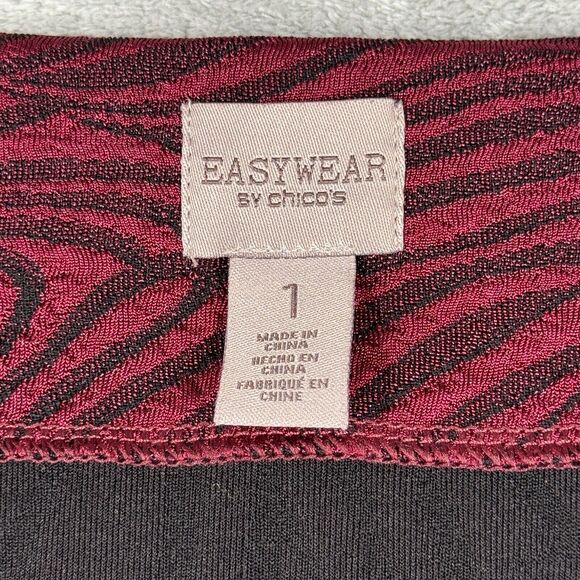 EASYWEAR
BY chico's
1
MADE IN
CHINA
HECHO EN
CHINA
FABRIQUÉ EN
CHINE